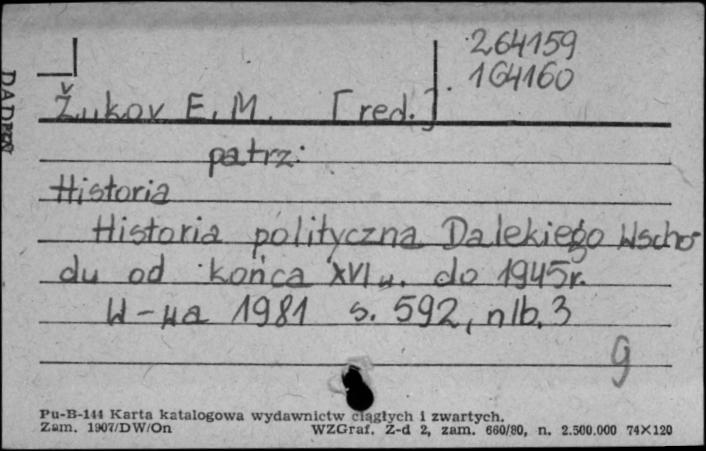 264159
164160
Žukov E. M. [red.]
patrz:
Historia
Historia polityczna Dalekiego Wscho-
du od końca XVI w. do 1945r.
W-wa 1981 s. 592, nlb. 3
g
Pu-B-144 Karta katalogowa wydawnictw ciągłych i zwartych.
Zam. 1907/DW/On WZGraf. Z-d 2, zam. 660/80, n. 2.500.000 74×120